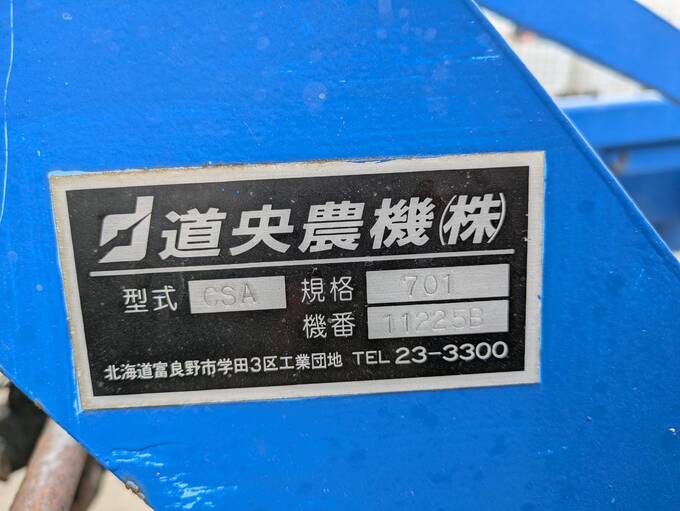 道央農機(株)
型式 CSA 規格 701
機番 11225B
北海道富良野市学田3区工業団地 TEL 23-3300